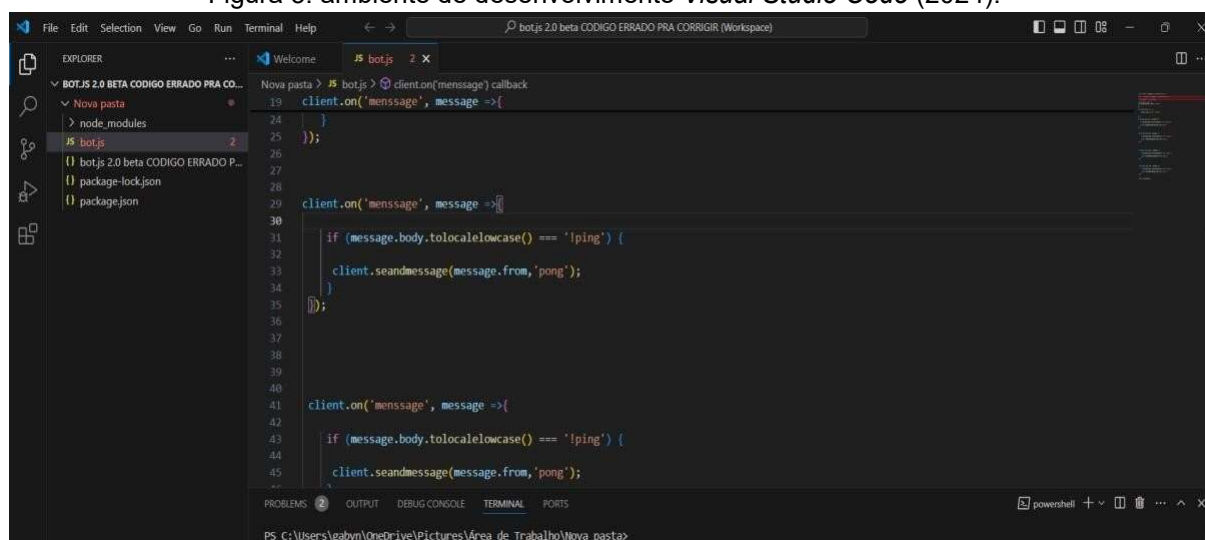 Figura 3: ambiente de desenvolvimento Visual Studio Code (2024).
File Edit Selection View Go Run Terminal Help
bot.js 2.0 beta CODIGO ERRADO PRA CORRIGIR (Workspace)
EXPLORER ...
Welcome
JS bot.js 2 X
BOT.JS 2.0 BETA CODIGO ERRADO PRA CO...
Nova pasta > JS bot.js > client.on('menssage') callback
Nova pasta
node_modules
JS bot.js 2
{} bot.js 2.0 beta CODIGO ERRADO P...
{} package-lock.json
{} package.json
19 client.on('menssage', message =>{
24 }
25 });
26
27
28
29 client.on('menssage', message =>{
30
31 if (message.body.tolocalelowcase() === '!ping') {
32
33 client.seandmessage(message.from,'pong');
34 }
35 });
36
37
38
39
40
41 client.on('menssage', message =>{
42
43 if (message.body.tolocalelowcase() === '!ping') {
44
45 client.seandmessage(message.from,'pong');
PROBLEMS 2 OUTPUT DEBUG CONSOLE TERMINAL PORTS
powershell
PS C:\Users\gabyn\OneDrive\Pictures\Área de Trabalho\Nova pasta>